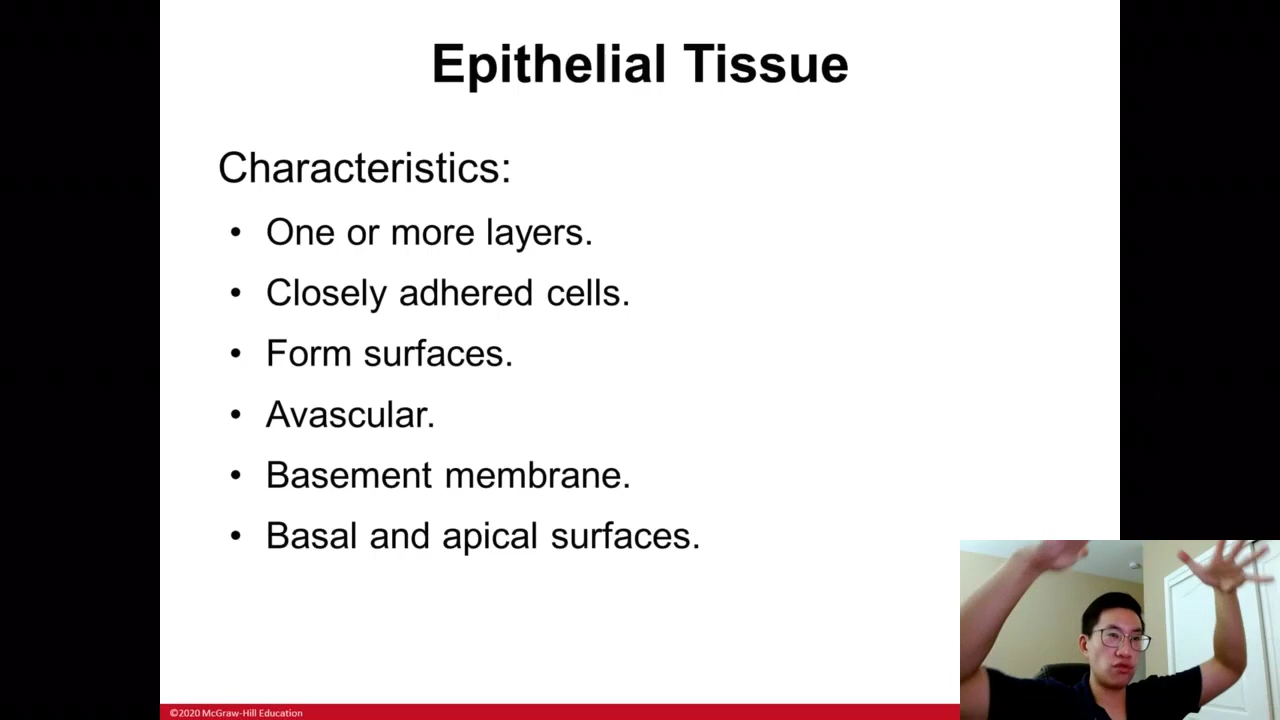 Epithelial Tissue
Characteristics:
• One or more layers.
• Closely adhered cells.
• Form surfaces.
• Avascular.
• Basement membrane.
• Basal and apical surfaces.
©2020 McGraw-Hill Education